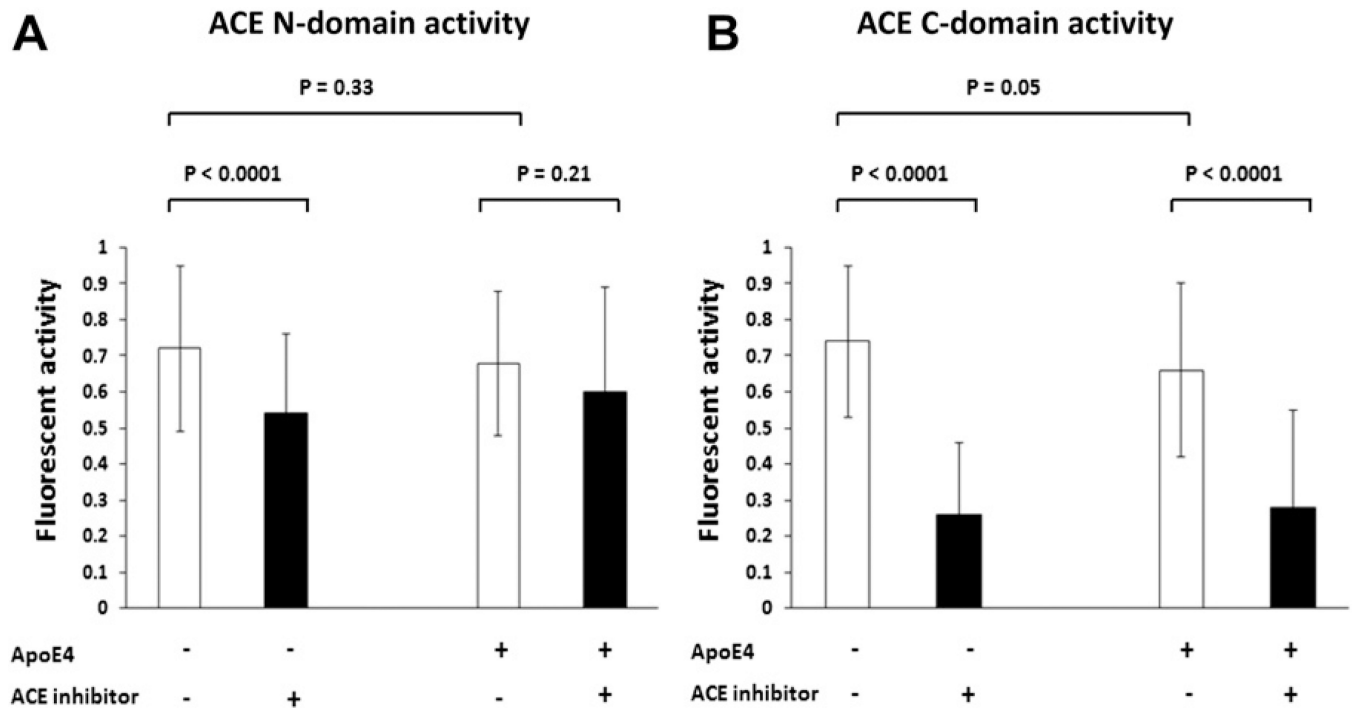 A
ACE N-domain activity
P = 0.33
P < 0.0001
P = 0.21
Fluorescent activity
1
0.9
0.8
0.7
0.6
0.5
0.4
0.3
0.2
0.1
0
ApoE4 - - + +
ACE inhibitor - + - +
B
ACE C-domain activity
P = 0.05
P < 0.0001
P < 0.0001
Fluorescent activity
1
0.9
0.8
0.7
0.6
0.5
0.4
0.3
0.2
0.1
0
ApoE4 - - + +
ACE inhibitor - + - +